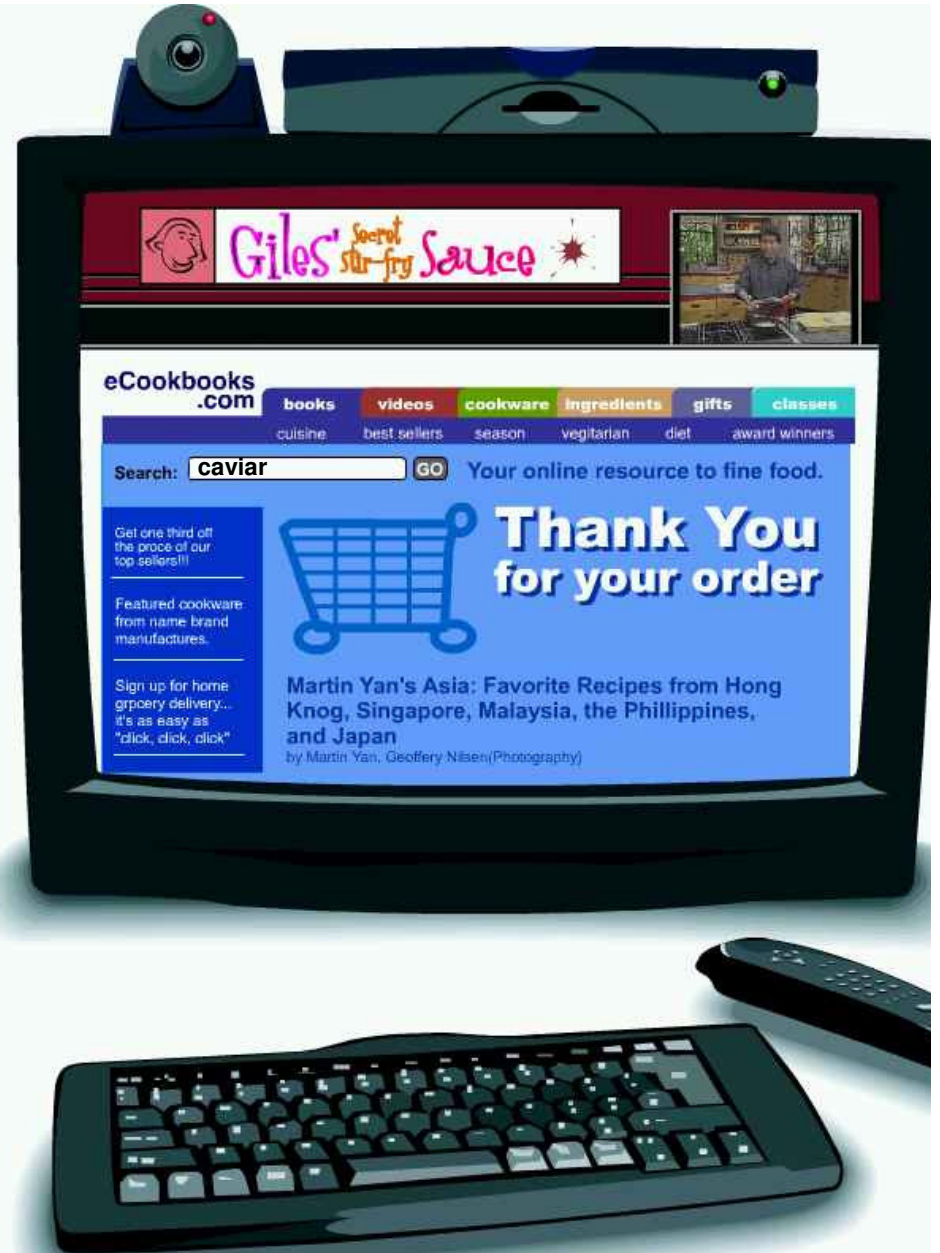 Giles' Secret stir-fry Sauce
eCookbooks
.com
books videos cookware ingredients gifts classes
cuisine best sellers season vegitarian diet award winners
Search: caviar GO Your online resource to fine food.
Get one third off
the proce of our
top sellers!!!
Featured cookware
from name brand
manufactures.
Sign up for home
grpoery delivery...
it's as easy as
"click, click, click"
Thank You
for your order
Martin Yan's Asia: Favorite Recipes from Hong
Knog, Singapore, Malaysia, the Phillippines,
and Japan
by Martin Yan, Geoffery Nilsen(Photography)